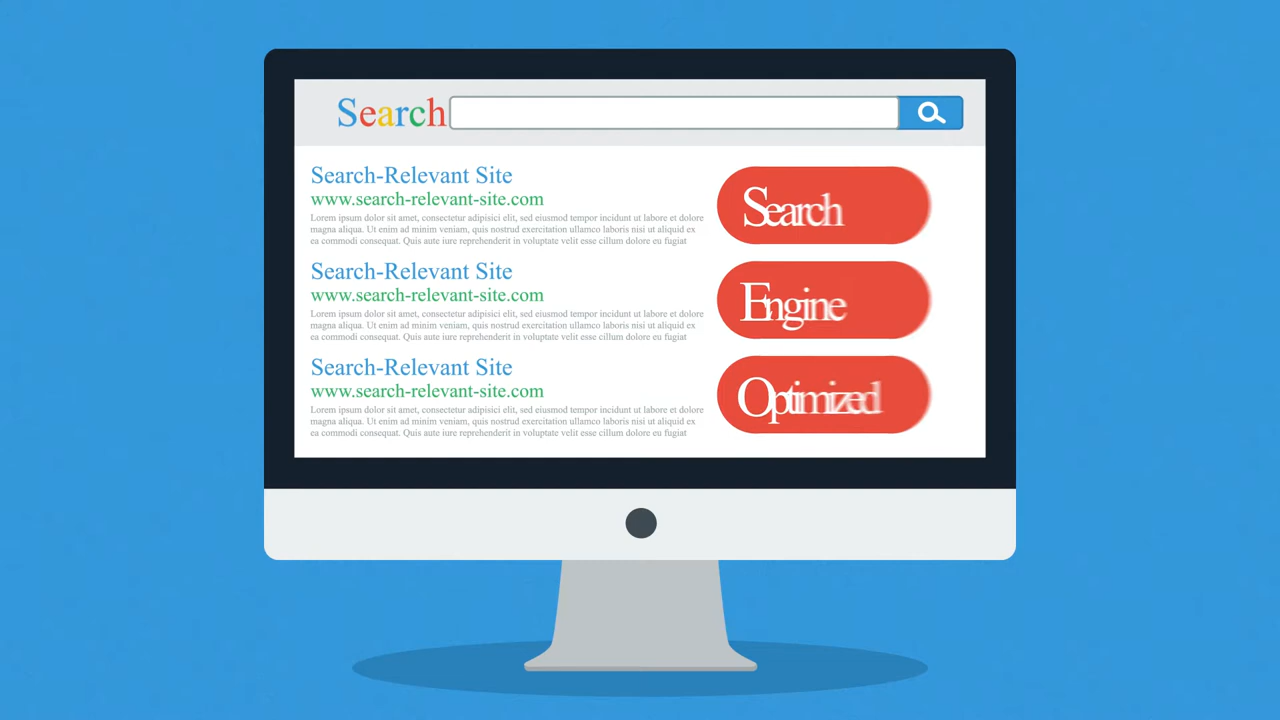 Search
Search-Relevant Site
www.search-relevant-site.com
Lorem ipsum dolor sit amet, consectetur adipisici elit, sed eiusmod tempor incidunt ut labore et dolore
magna aliqua. Ut enim ad minim veniam, quis nostrud exercitation ullamco laboris nisi ut aliquid ex
ea commodi consequat. Quis aute iure reprehenderit in voluptate velit esse cillum dolore eu fugiat
Search
Search-Relevant Site
www.search-relevant-site.com
Lorem ipsum dolor sit amet, consectetur adipisici elit, sed eiusmod tempor incidunt ut labore et dolore
magna aliqua. Ut enim ad minim veniam, quis nostrud exercitation ullamco laboris nisi ut aliquid ex
ea commodi consequat. Quis aute iure reprehenderit in voluptate velit esse cillum dolore eu fugiat
Engine
Search-Relevant Site
www.search-relevant-site.com
Lorem ipsum dolor sit amet, consectetur adipisici elit, sed eiusmod tempor incidunt ut labore et dolore
magna aliqua. Ut enim ad minim veniam, quis nostrud exercitation ullamco laboris nisi ut aliquid ex
ea commodi consequat. Quis aute iure reprehenderit in voluptate velit esse cillum dolore eu fugiat
Optimized